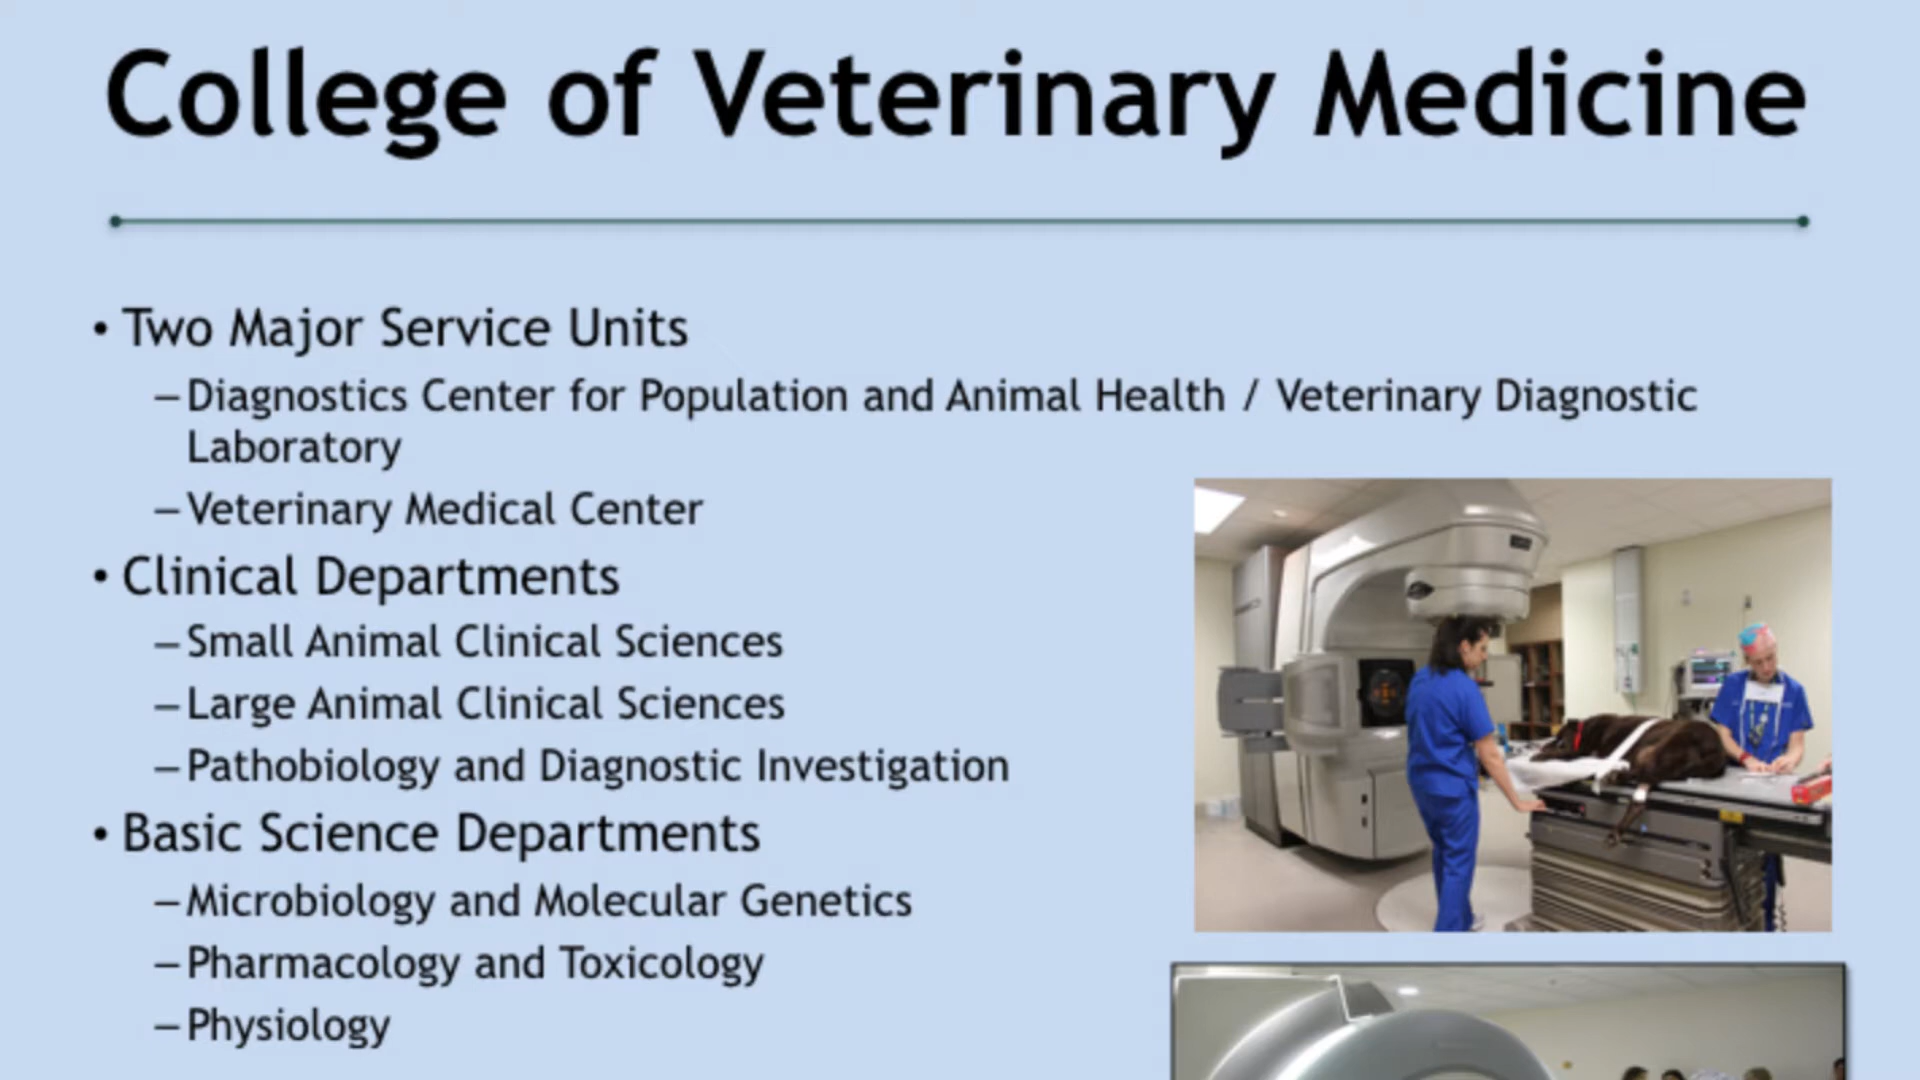 College of Veterinary Medicine
• Two Major Service Units
– Diagnostics Center for Population and Animal Health / Veterinary Diagnostic
Laboratory
– Veterinary Medical Center
• Clinical Departments
– Small Animal Clinical Sciences
– Large Animal Clinical Sciences
– Pathobiology and Diagnostic Investigation
• Basic Science Departments
– Microbiology and Molecular Genetics
– Pharmacology and Toxicology
– Physiology